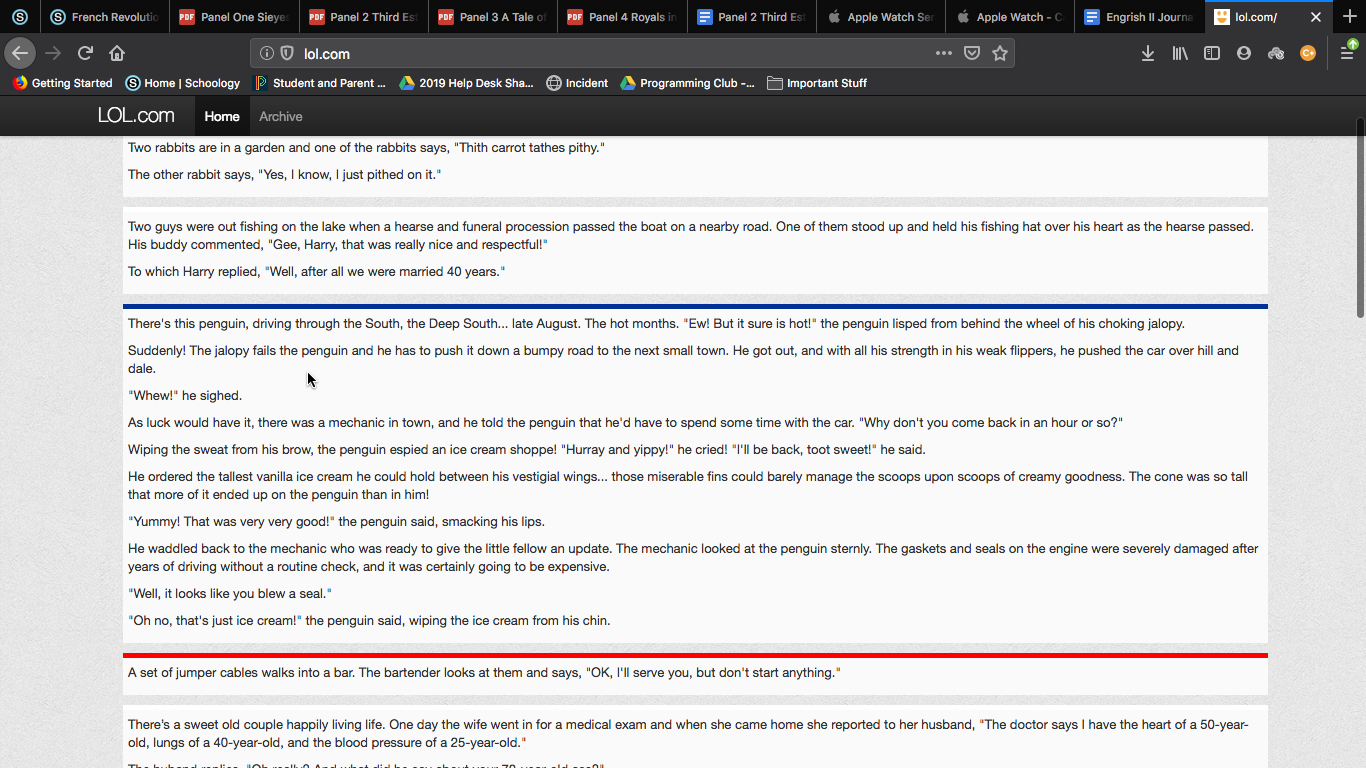 French Revolutio
Panel One Sieye
Panel 2 Third Est
Panel 3 A Tale of
Panel 4 Royals in
Panel 2 Third Est
Apple Watch Ser
Apple Watch - C
Engrish II Journa
lol.com/
lol.com
Getting Started
Home | Schoology
Student and Parent ...
2019 Help Desk Sha...
Incident
Programming Club -...
Important Stuff
LOL.com
Home
Archive
Two rabbits are in a garden and one of the rabbits says, "Thith carrot tathes pithy."
The other rabbit says, "Yes, I know, I just pithed on it."
Two guys were out fishing on the lake when a hearse and funeral procession passed the boat on a nearby road. One of them stood up and held his fishing hat over his heart as the hearse passed.
His buddy commented, "Gee, Harry, that was really nice and respectful!"
To which Harry replied, "Well, after all we were married 40 years."
There's this penguin, driving through the South, the Deep South... late August. The hot months. "Ew! But it sure is hot!" the penguin lisped from behind the wheel of his choking jalopy.
Suddenly! The jalopy fails the penguin and he has to push it down a bumpy road to the next small town. He got out, and with all his strength in his weak flippers, he pushed the car over hill and
dale.
"Whew!" he sighed.
As luck would have it, there was a mechanic in town, and he told the penguin that he'd have to spend some time with the car. "Why don't you come back in an hour or so?"
Wiping the sweat from his brow, the penguin espied an ice cream shoppe! "Hurray and yippy!" he cried! "I'll be back, toot sweet!" he said.
He ordered the tallest vanilla ice cream he could hold between his vestigial wings... those miserable fins could barely manage the scoops upon scoops of creamy goodness. The cone was so tall
that more of it ended up on the penguin than in him!
"Yummy! That was very very good!" the penguin said, smacking his lips.
He waddled back to the mechanic who was ready to give the little fellow an update. The mechanic looked at the penguin sternly. The gaskets and seals on the engine were severely damaged after
years of driving without a routine check, and it was certainly going to be expensive.
"Well, it looks like you blew a seal."
"Oh no, that's just ice cream!" the penguin said, wiping the ice cream from his chin.
A set of jumper cables walks into a bar. The bartender looks at them and says, "OK, I'll serve you, but don't start anything."
There's a sweet old couple happily living life. One day the wife went in for a medical exam and when she came home she reported to her husband, "The doctor says I have the heart of a 50-year-
old, lungs of a 40-year-old, and the blood pressure of a 25-year-old."